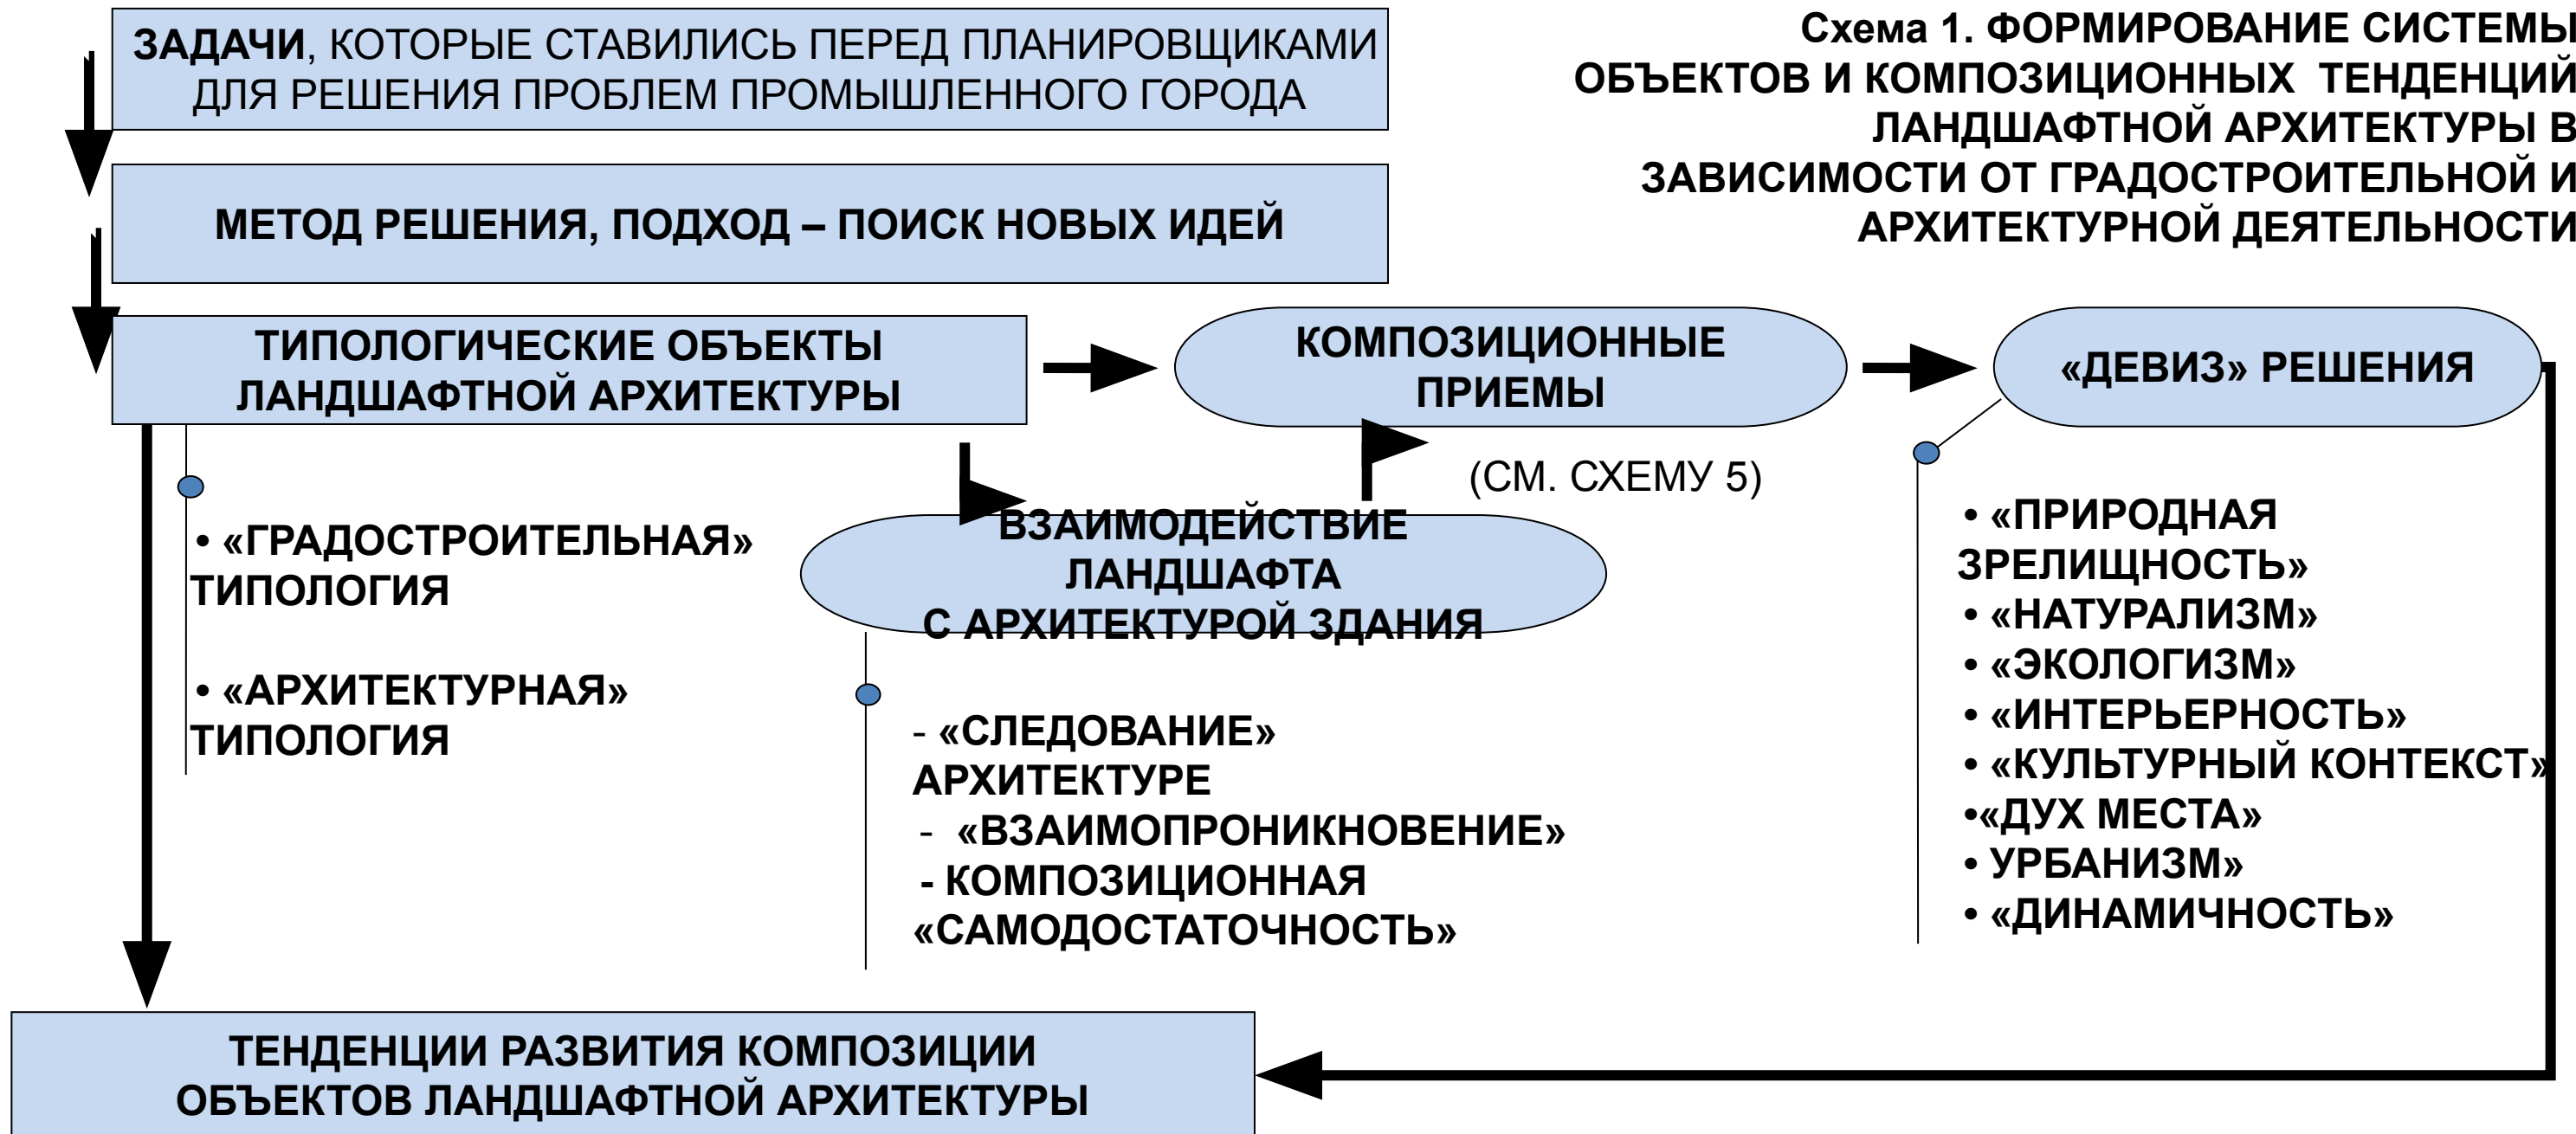 ЗАДАЧИ, КОТОРЫЕ СТАВИЛИСЬ ПЕРЕД ПЛАНИРОВЩИКАМИ
ДЛЯ РЕШЕНИЯ ПРОБЛЕМ ПРОМЫШЛЕННОГО ГОРОДА
Схема 1. ФОРМИРОВАНИЕ СИСТЕМЫ
ОБЪЕКТОВ И КОМПОЗИЦИОННЫХ ТЕНДЕНЦИЙ
ЛАНДШАФТНОЙ АРХИТЕКТУРЫ В
ЗАВИСИМОСТИ ОТ ГРАДОСТРОИТЕЛЬНОЙ И
АРХИТЕКТУРНОЙ ДЕЯТЕЛЬНОСТИ
МЕТОД РЕШЕНИЯ, ПОДХОД – ПОИСК НОВЫХ ИДЕЙ
ТИПОЛОГИЧЕСКИЕ ОБЪЕКТЫ
ЛАНДШАФТНОЙ АРХИТЕКТУРЫ
КОМПОЗИЦИОННЫЕ
ПРИЕМЫ
«ДЕВИЗ» РЕШЕНИЯ
(СМ. СХЕМУ 5)
• «ГРАДОСТРОИТЕЛЬНАЯ»
ТИПОЛОГИЯ
• «АРХИТЕКТУРНАЯ»
ТИПОЛОГИЯ
ВЗАИМОДЕЙСТВИЕ
ЛАНДШАФТА
С АРХИТЕКТУРОЙ ЗДАНИЯ
- «СЛЕДОВАНИЕ»
АРХИТЕКТУРЕ
- «ВЗАИМОПРОНИКНОВЕНИЕ»
- КОМПОЗИЦИОННАЯ
«САМОДОСТАТОЧНОСТЬ»
• «ПРИРОДНАЯ
ЗРЕЛИЩНОСТЬ»
• «НАТУРАЛИЗМ»
• «ЭКОЛОГИЗМ»
• «ИНТЕРЬЕРНОСТЬ»
• «КУЛЬТУРНЫЙ КОНТЕКСТ»
•«ДУХ МЕСТА»
• УРБАНИЗМ»
• «ДИНАМИЧНОСТЬ»
ТЕНДЕНЦИИ РАЗВИТИЯ КОМПОЗИЦИИ
ОБЪЕКТОВ ЛАНДШАФТНОЙ АРХИТЕКТУРЫ